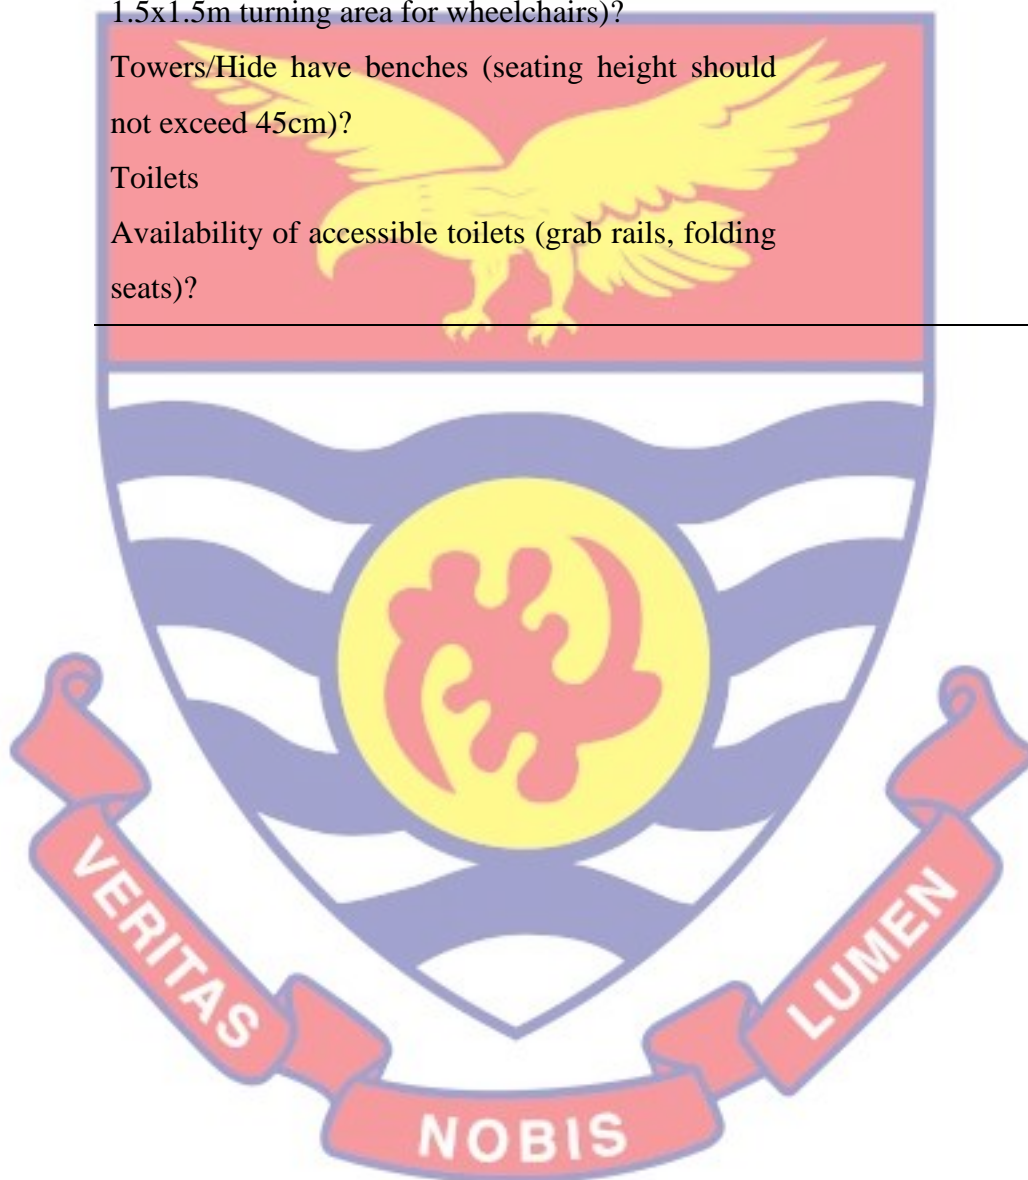 1.5x1.5m turning area for wheelchairs)?
Towers/Hide have benches (seating height should
not exceed 45cm)?
Toilets
Availability of accessible toilets (grab rails, folding
seats)?
VERITAS
NOBIS
LUMEN